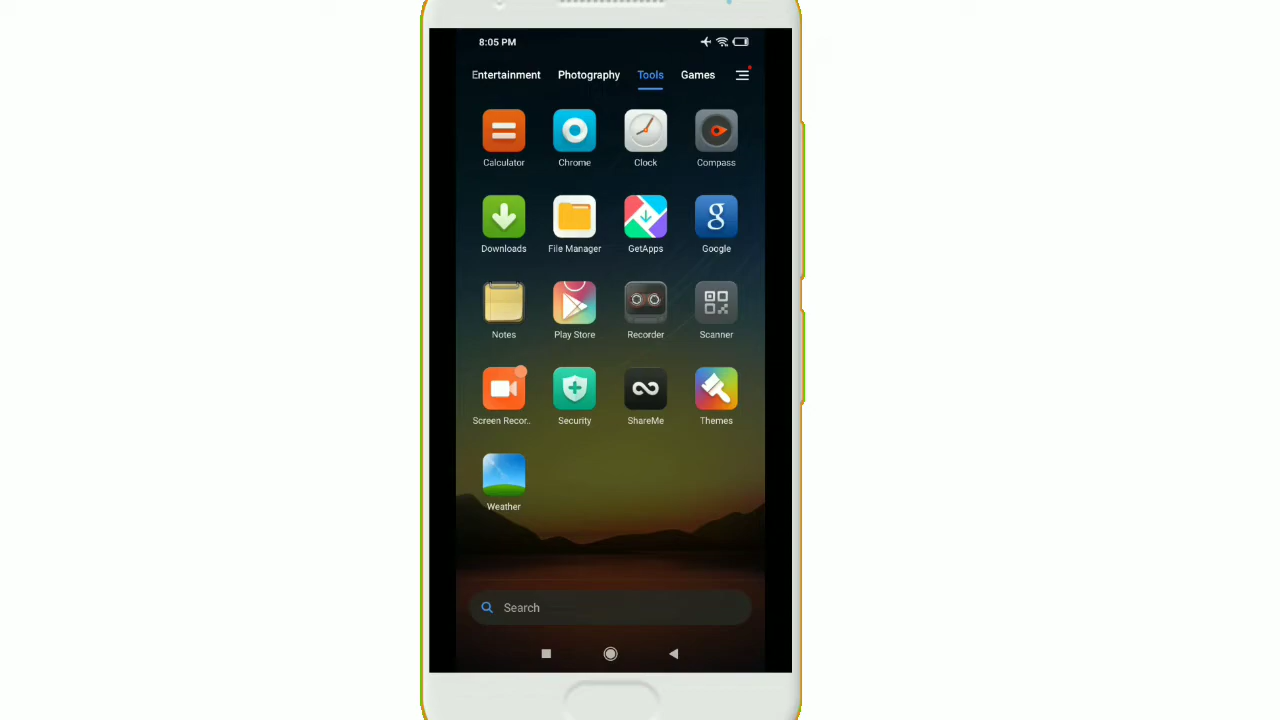 8:05 PM
Entertainment Photography Tools Games
Calculator Chrome Clock Compass
Downloads File Manager GetApps Google
Notes Play Store Recorder Scanner
Screen Recor.. Security ShareMe Themes
Weather
Search